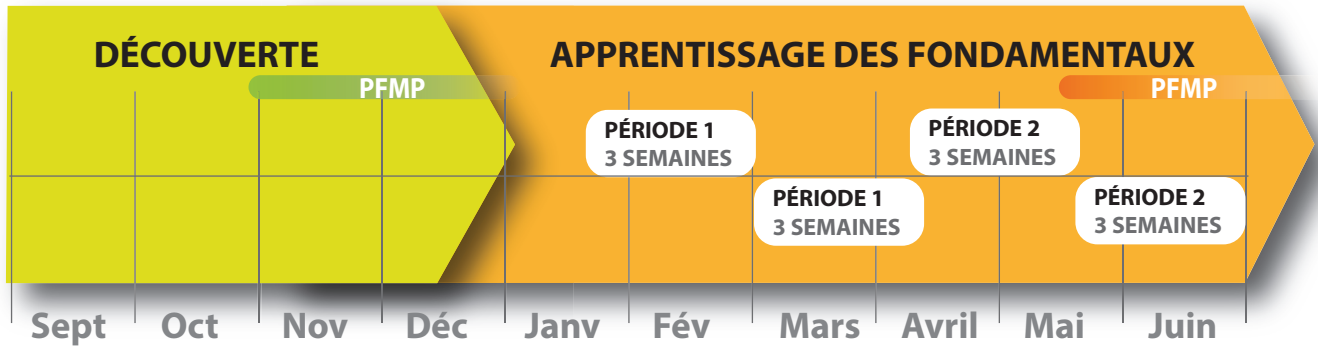 DÉCOUVERTE
APPRENTISSAGE DES FONDAMENTAUX
PFMP
PFMP
PÉRIODE 1
3 SEMAINES
PÉRIODE 2
3 SEMAINES
PÉRIODE 1
3 SEMAINES
PÉRIODE 2
3 SEMAINES
Sept Oct Nov Déc Janv Fév Mars Avril Mai Juin